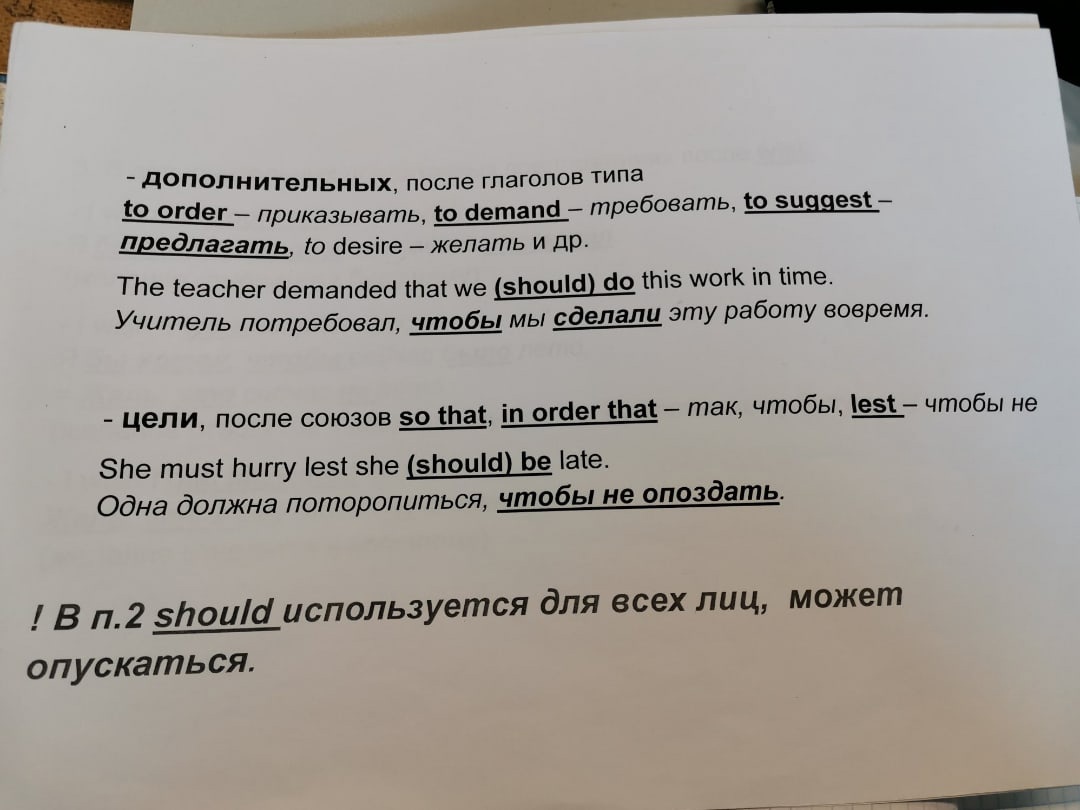 - дополнительных, после глаголов типа
to order – приказывать, to demand – требовать, to suggest –
предлагать, to desire – желать и др.
The teacher demanded that we (should) do this work in time.
Учитель потребовал, чтобы мы сделали эту работу вовремя.
- цели, после союзов so that, in order that – так, чтобы, lest – чтобы не
She must hurry lest she (should) be late.
Одна должна поторопиться, чтобы не опоздать.
! В п.2 should используется для всех лиц, может
опускаться.